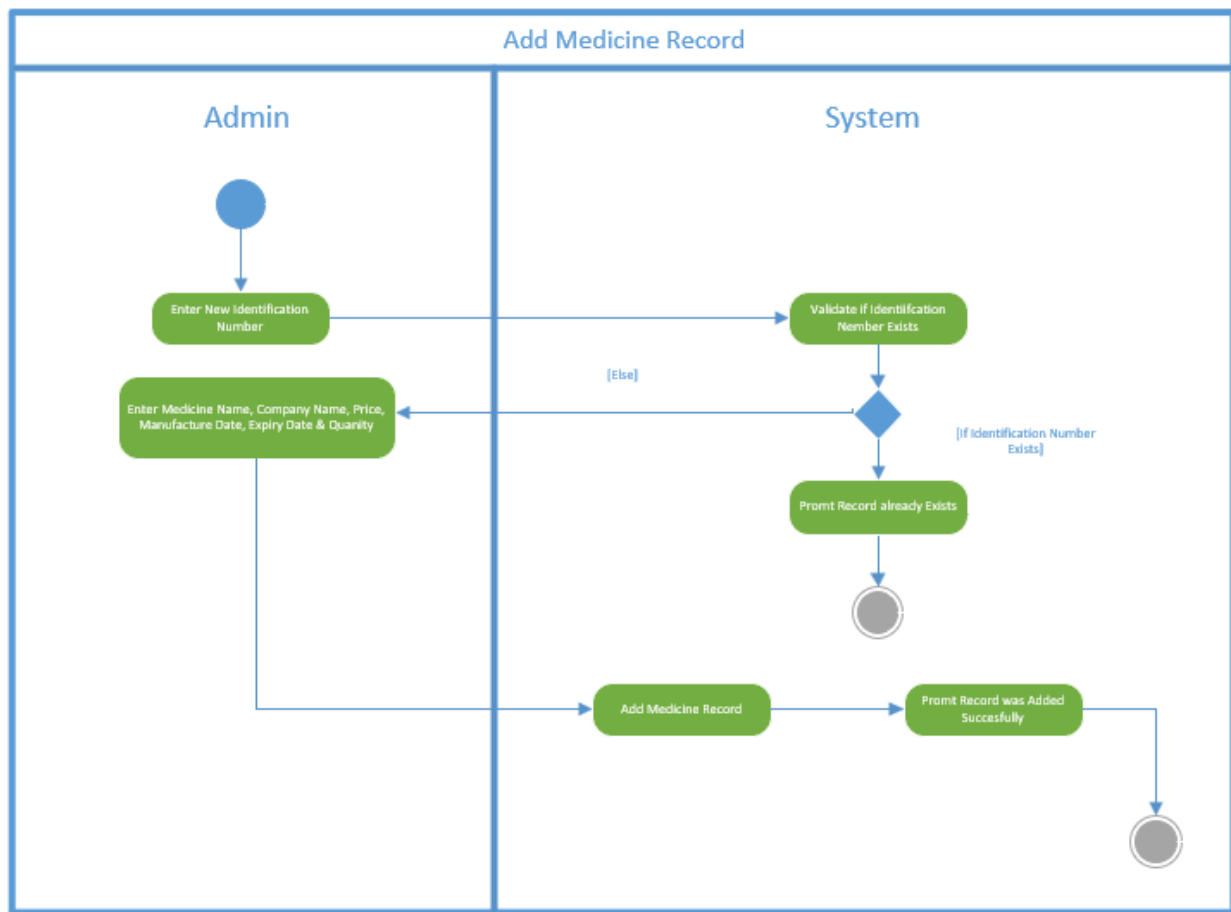 Add Medicine Record
Admin
System
Enter New Identification
Number
Validate if Identiifcation
Nember Exists
[Else]
Enter Medicine Name, Company Name, Price,
Manufacture Date, Expiry Date & Quanity
[If Identification Number
Exists]
Promt Record already Exists
Add Medicine Record
Promt Record was Added
Succesfully